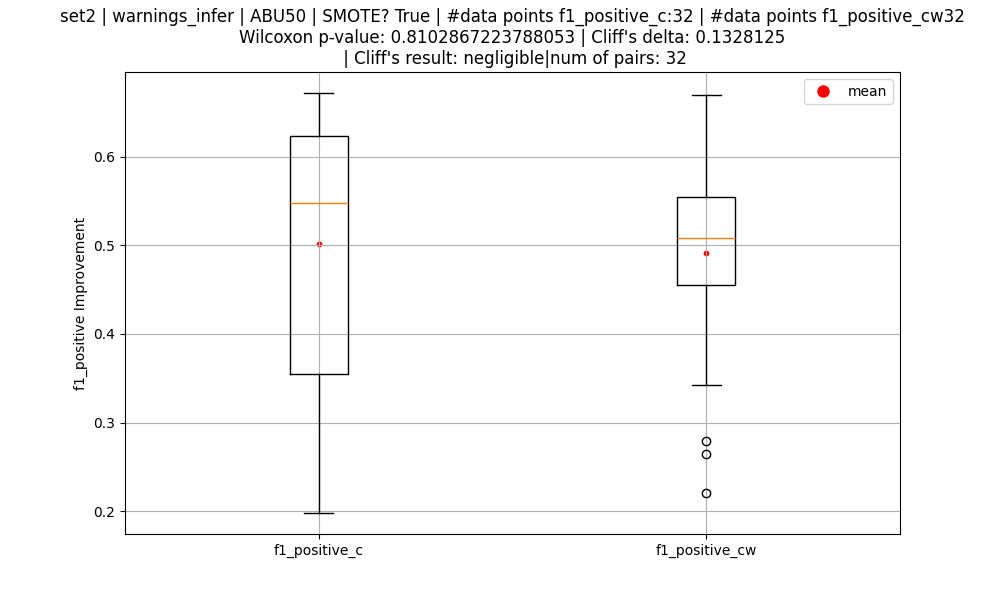 set2 | warnings_infer | ABU50 | SMOTE? True | #data points f1_positive_c:32 | #data points f1_positive_cw32
Wilcoxon p-value: 0.8102867223788053 | Cliff's delta: 0.1328125
| Cliff's result: negligible|num of pairs: 32
mean
0.6
0.5
0.4
0.3
0.2
f1_positive Improvement
f1_positive_c
f1_positive_cw